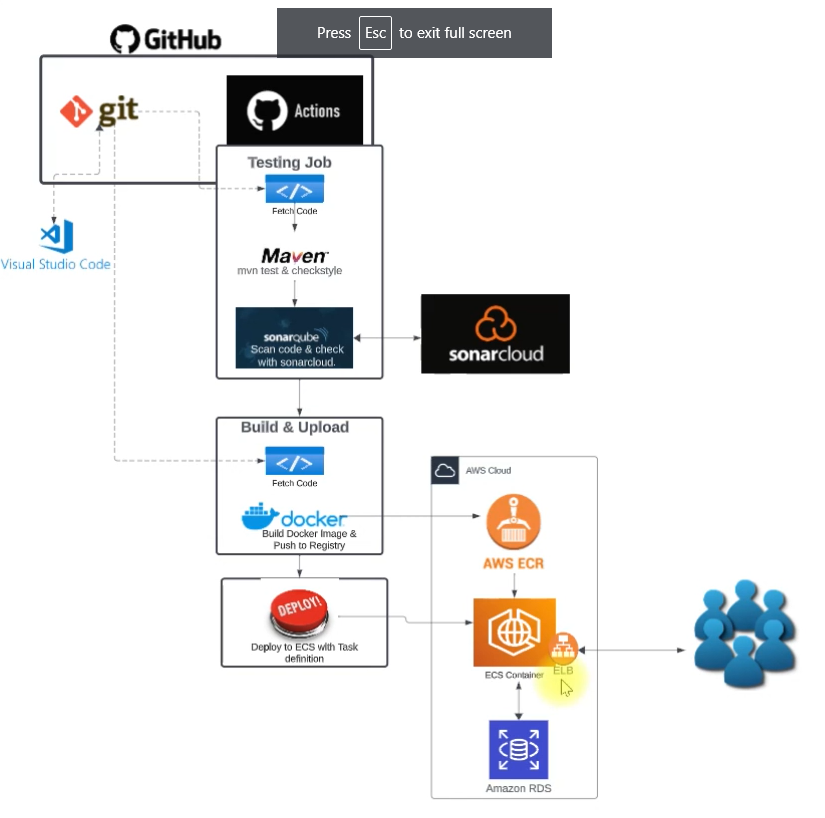 Press Esc to exit full screen
GitHub
git
Actions
Testing Job
</>
Fetch Code
Visual Studio Code
Maven
mvn test & checkstyle
sonarqube
Scan code & check
with sonarcloud.
sonarcloud
Build & Upload
</>
Fetch Code
docker
Build Docker Image &
Push to Registry
AWS Cloud
AWS ECR
DEPLOY!
Deploy to ECS with Task
definition
ECS Container
ELB
Amazon RDS